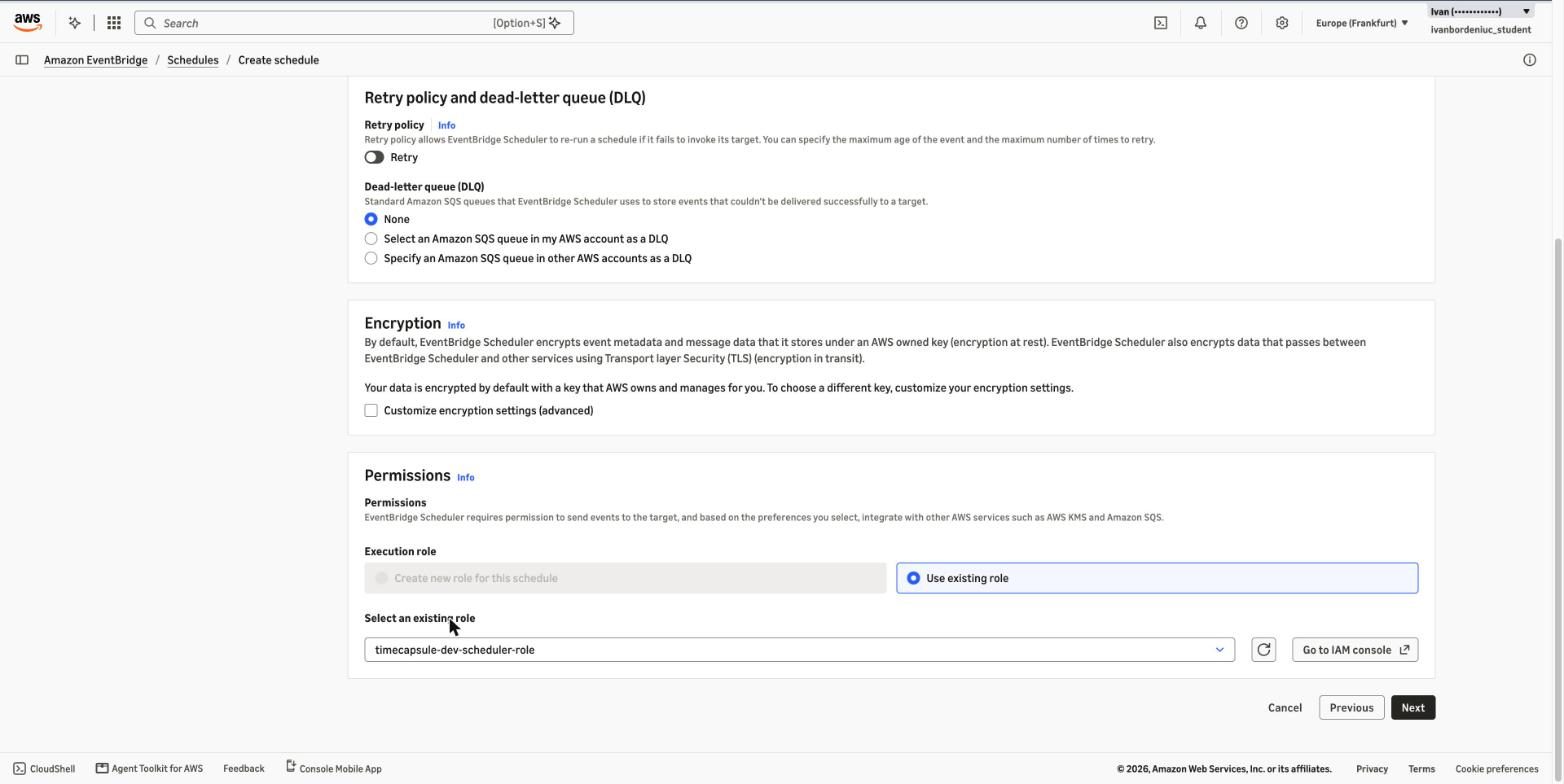 aws
Search [Option+S]
Europe (Frankfurt)
Ivan (••••••••••••)
ivanbordeniuc_student
Amazon EventBridge / Schedules / Create schedule
Retry policy and dead-letter queue (DLQ)
Retry policy Info
Retry policy allows EventBridge Scheduler to re-run a schedule if it fails to invoke its target. You can specify the maximum age of the event and the maximum number of times to retry.
Retry
Dead-letter queue (DLQ)
Standard Amazon SQS queues that EventBridge Scheduler uses to store events that couldn't be delivered successfully to a target.
None
Select an Amazon SQS queue in my AWS account as a DLQ
Specify an Amazon SQS queue in other AWS accounts as a DLQ
Encryption Info
By default, EventBridge Scheduler encrypts event metadata and message data that it stores under an AWS owned key (encryption at rest). EventBridge Scheduler also encrypts data that passes between
EventBridge Scheduler and other services using Transport layer Security (TLS) (encryption in transit).
Your data is encrypted by default with a key that AWS owns and manages for you. To choose a different key, customize your encryption settings.
Customize encryption settings (advanced)
Permissions Info
Permissions
EventBridge Scheduler requires permission to send events to the target, and based on the preferences you select, integrate with other AWS services such as AWS KMS and Amazon SQS.
Execution role
Create new role for this schedule
Use existing role
Select an existing role
timecapsule-dev-scheduler-role
Go to IAM console
Cancel Previous Next
CloudShell Agent Toolkit for AWS Feedback Console Mobile App © 2026, Amazon Web Services, Inc. or its affiliates. Privacy Terms Cookie preferences